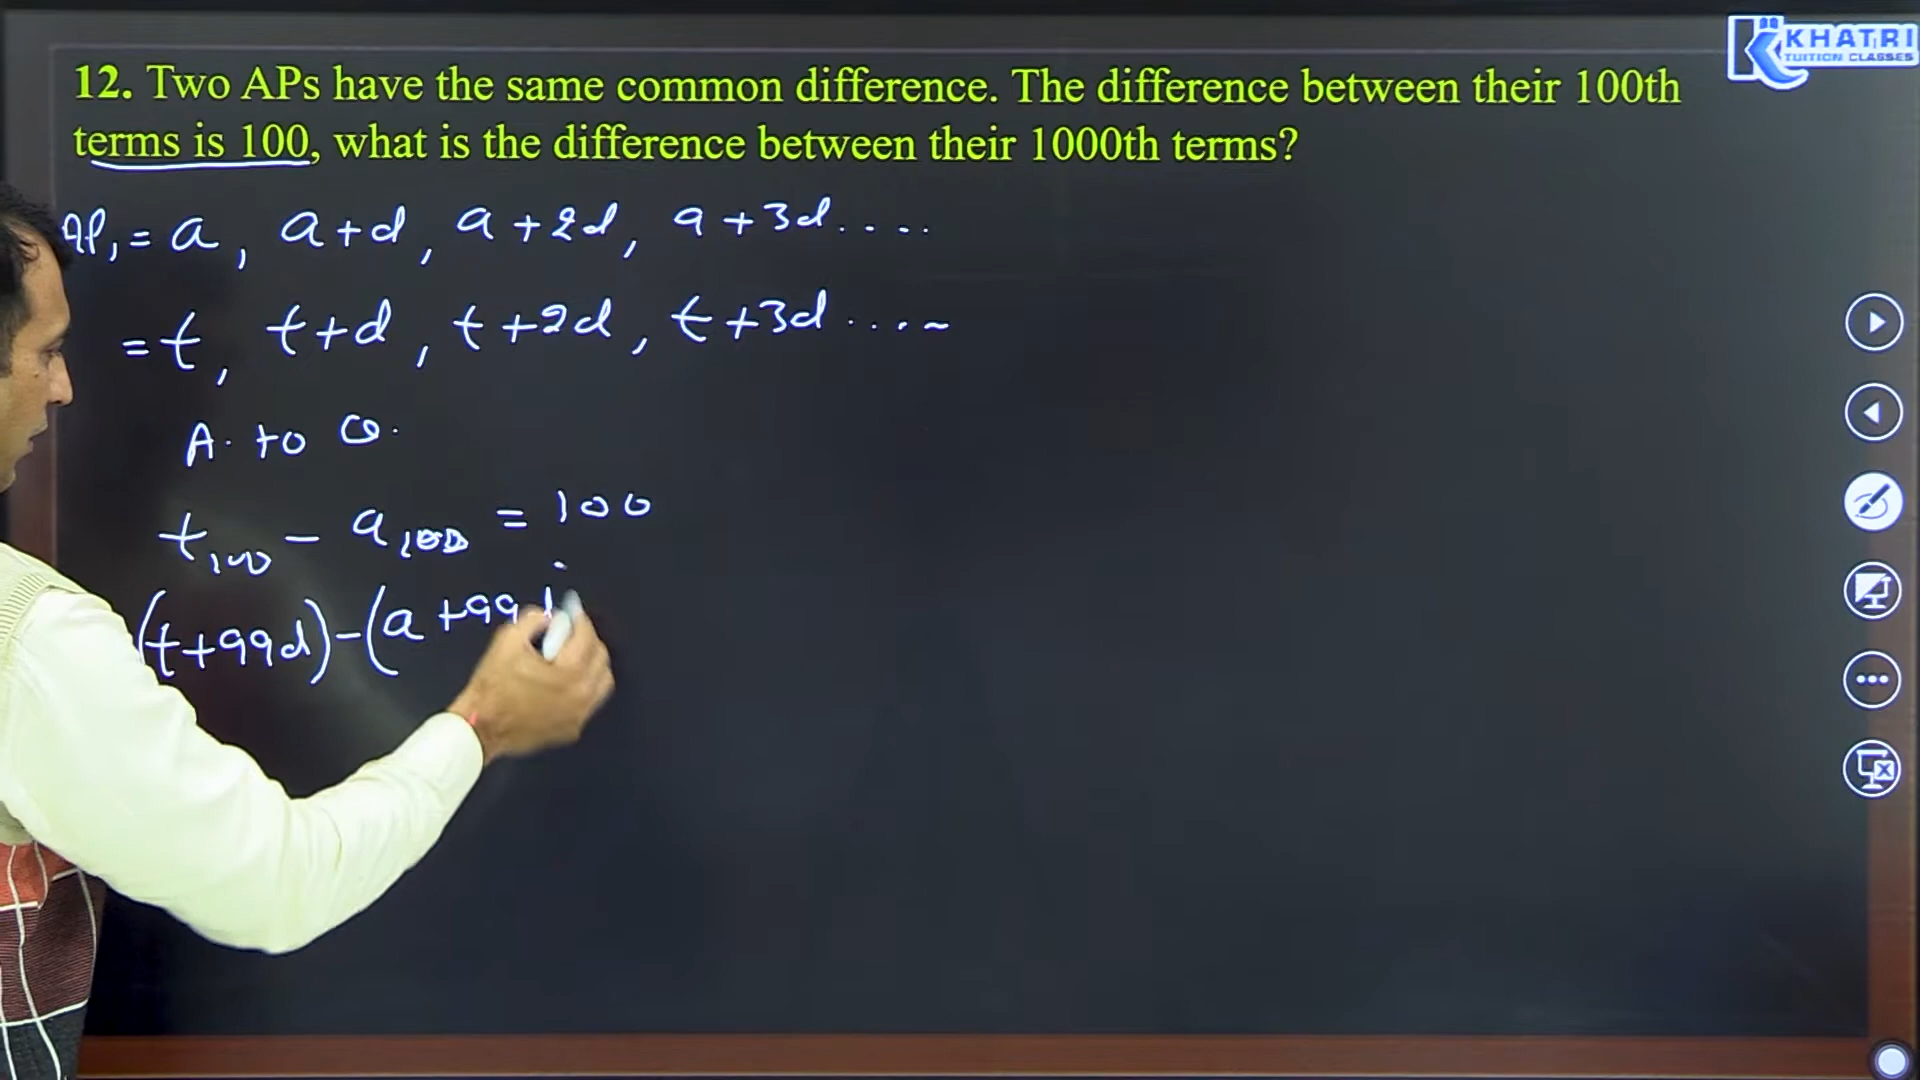 KHATRI
TUITION CLASSES
12. Two APs have the same common difference. The difference between their 100th
terms is 100, what is the difference between their 1000th terms?
AP₁ = a, a+d, a+2d, a+3d....
= t, t+d, t+2d, t+3d....
A. to Q.
t₁₀₀ - a₁₀₀ = 100
(t+99d)-(a+99